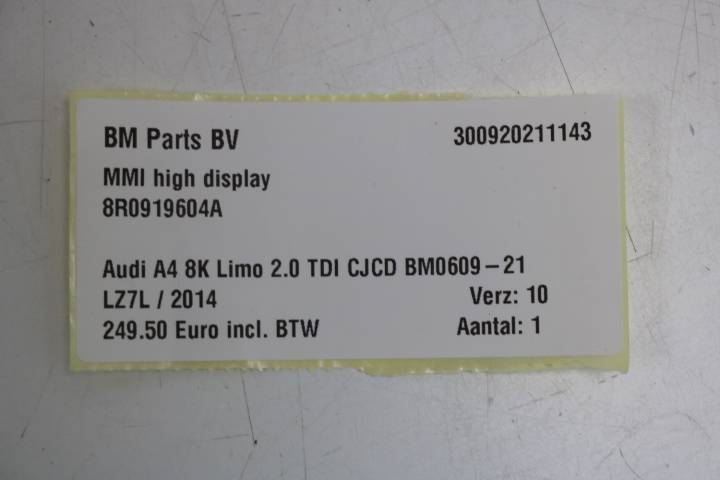 BM Parts BV 300920211143
MMI high display
8R0919604A
Audi A4 8K Limo 2.0 TDI CJCD BM0609-21
LZ7L / 2014 Verz: 10
249.50 Euro incl. BTW Aantal: 1